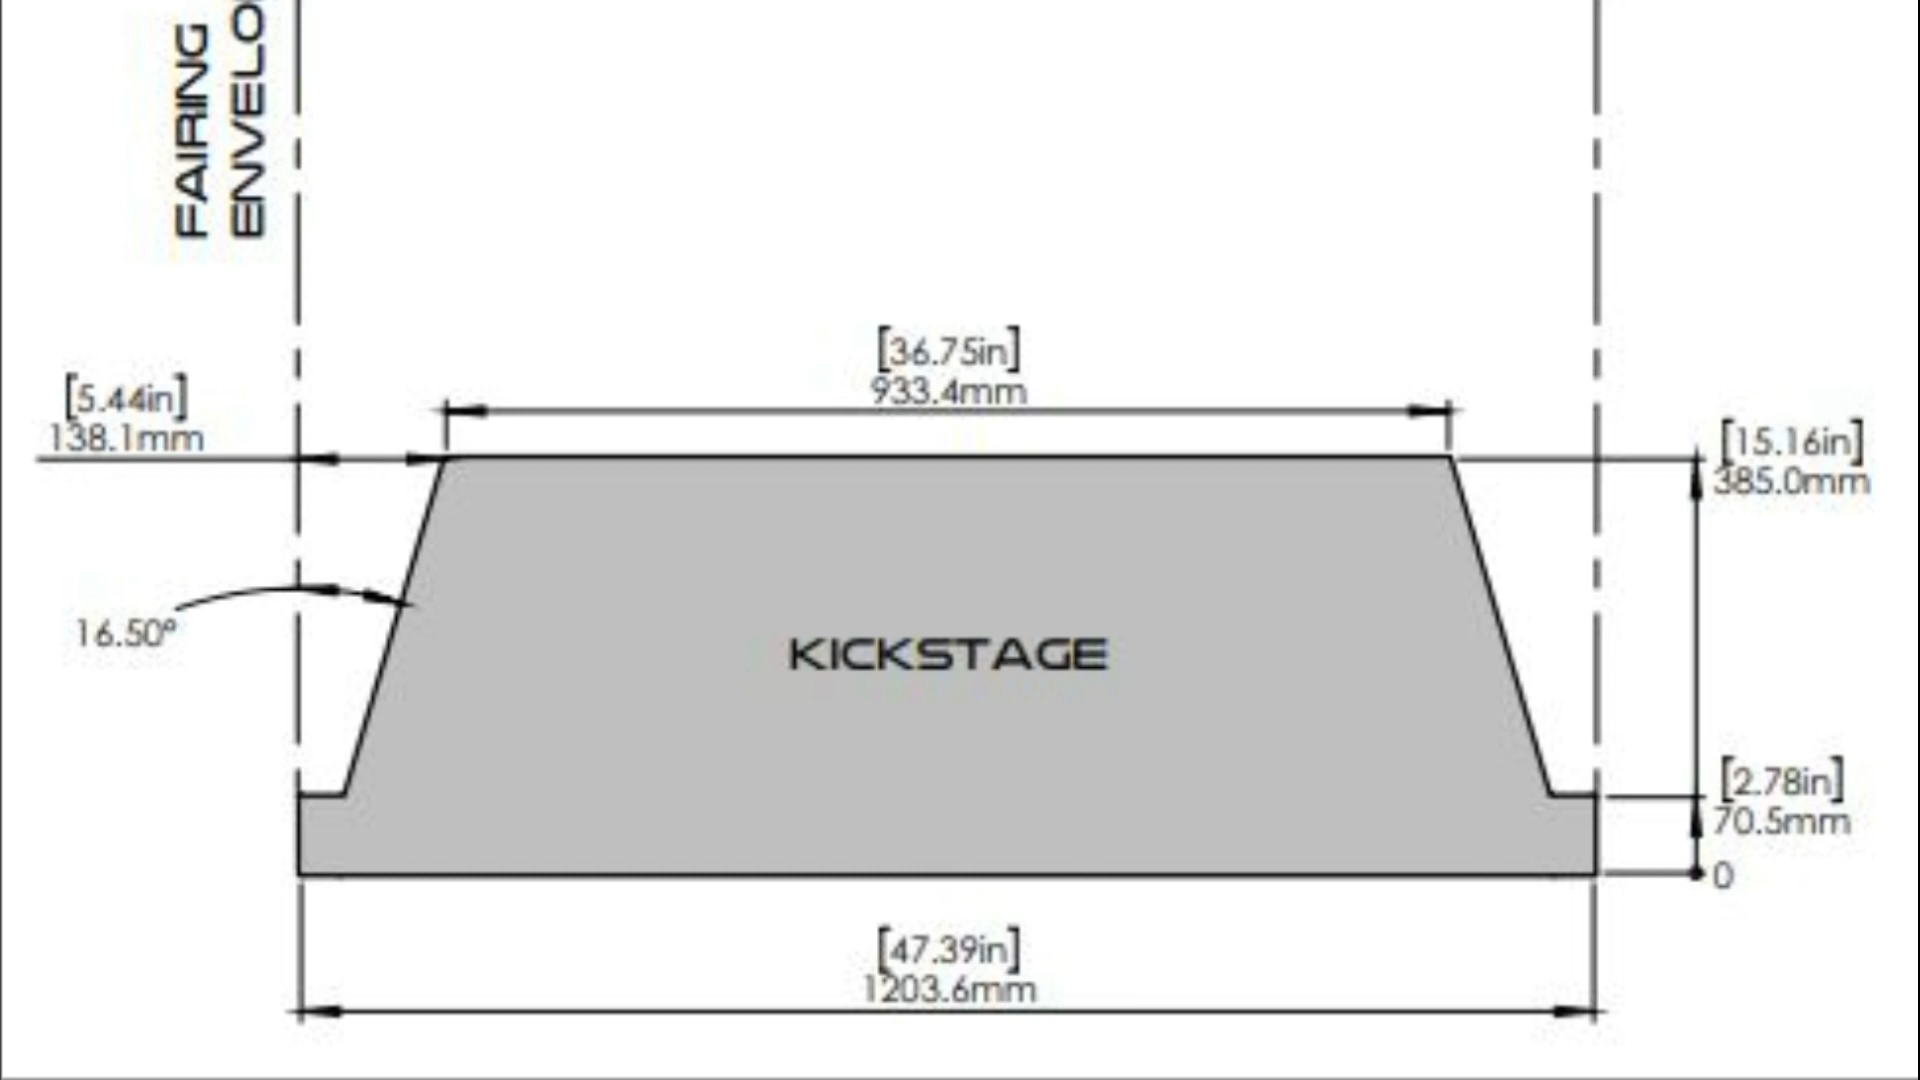 FAIRING
[36.75in]
933.4mm
[5.44in]
138.1mm
[15.16in]
385.0mm
16.50°
KICKSTAGE
[2.78in]
70.5mm
0
[47.39in]
1203.6mm